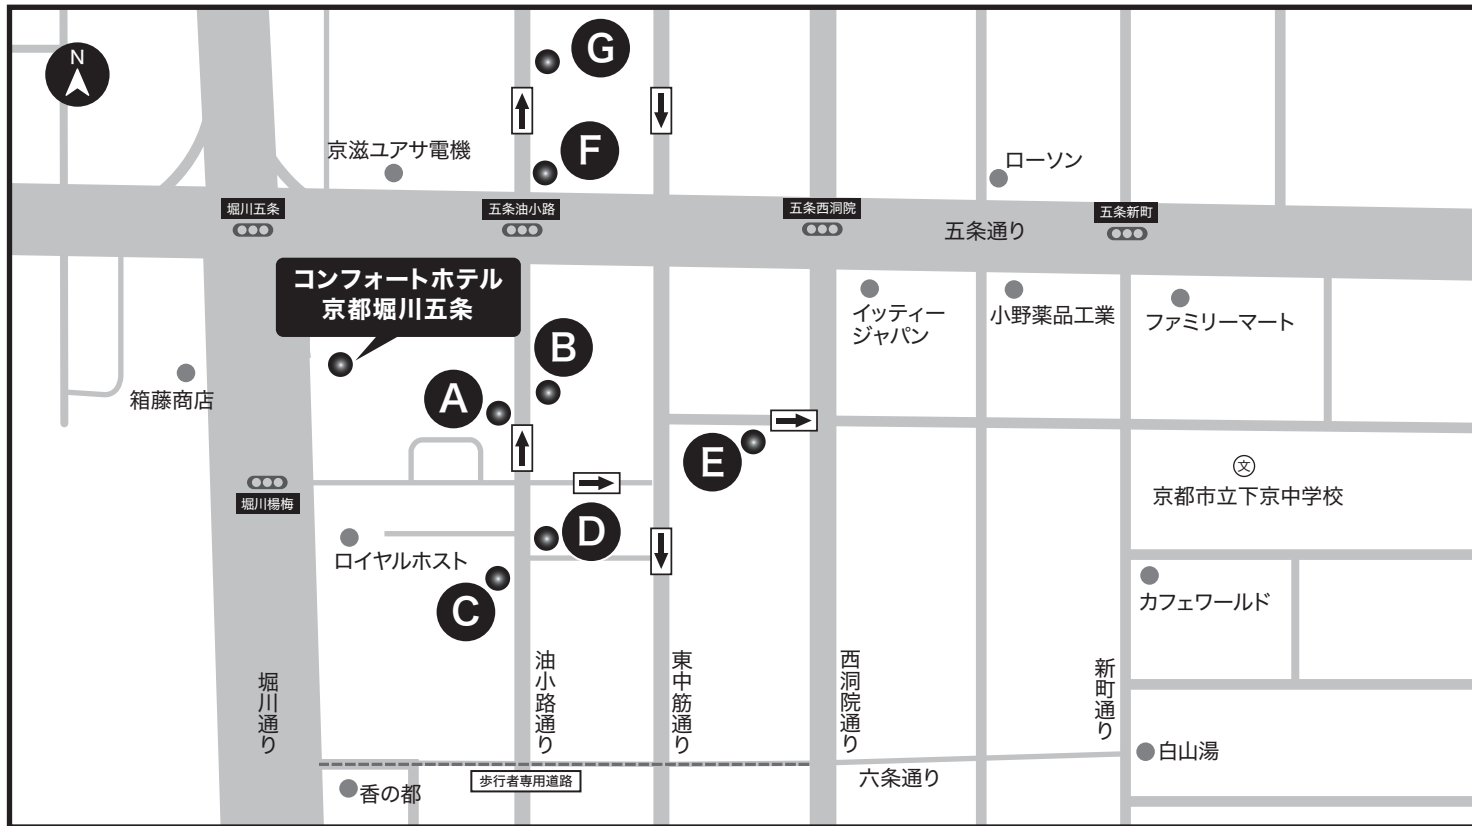 N
G
F
京滋ユアサ電機
ローソン
堀川五条
五条油小路
五条西洞院
五条新町
五条通り
コンフォートホテル
京都堀川五条
イッティー
ジャパン
小野薬品工業
ファミリーマート
B
A
箱藤商店
E
堀川楊梅
文
京都市立下京中学校
D
ロイヤルホスト
C
カフェワールド
堀川通り
油小路通り
東中筋通り
西洞院通り
新町通り
白山湯
六条通り
歩行者専用道路
香の都